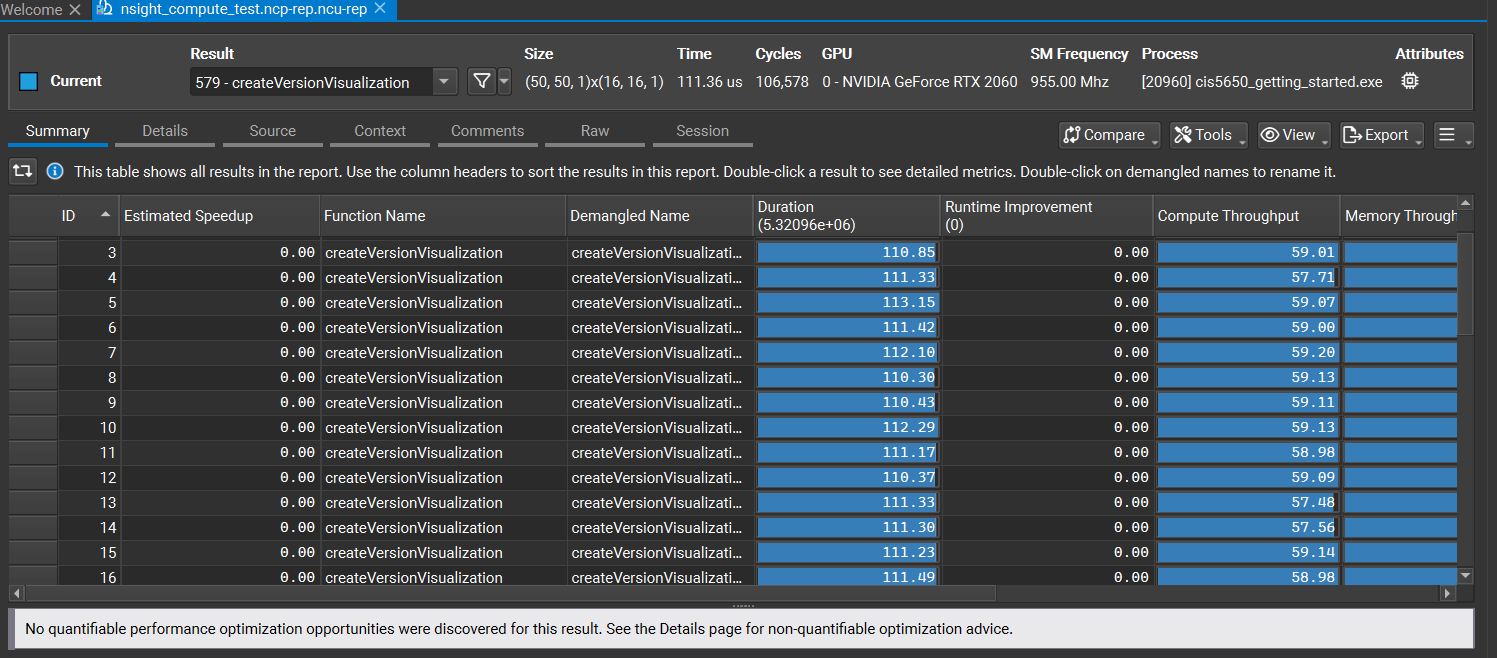 Welcome
nsight_compute_test.ncp-rep.ncu-rep
Result Size Time Cycles GPU SM Frequency Process Attributes
Current 579 - createVersionVisualization (50, 50, 1)x(16, 16, 1) 111.36 us 106,578 0 - NVIDIA GeForce RTX 2060 955.00 Mhz [20960] cis5650_getting_started.exe
Summary Details Source Context Comments Raw Session Compare Tools View Export
This table shows all results in the report. Use the column headers to sort the results in this report. Double-click a result to see detailed metrics. Double-click on demangled names to rename it.
ID Estimated Speedup Function Name Demangled Name Duration (5.32096e+06) Runtime Improvement (0) Compute Throughput Memory Through
3 0.00 createVersionVisualization createVersionVisualizati... 110.85 0.00 59.01
4 0.00 createVersionVisualization createVersionVisualizati... 111.33 0.00 57.71
5 0.00 createVersionVisualization createVersionVisualizati... 113.15 0.00 59.07
6 0.00 createVersionVisualization createVersionVisualizati... 111.42 0.00 59.00
7 0.00 createVersionVisualization createVersionVisualizati... 112.10 0.00 59.20
8 0.00 createVersionVisualization createVersionVisualizati... 110.30 0.00 59.13
9 0.00 createVersionVisualization createVersionVisualizati... 110.43 0.00 59.11
10 0.00 createVersionVisualization createVersionVisualizati... 112.29 0.00 59.13
11 0.00 createVersionVisualization createVersionVisualizati... 111.17 0.00 58.98
12 0.00 createVersionVisualization createVersionVisualizati... 110.37 0.00 59.09
13 0.00 createVersionVisualization createVersionVisualizati... 111.33 0.00 57.48
14 0.00 createVersionVisualization createVersionVisualizati... 111.30 0.00 57.56
15 0.00 createVersionVisualization createVersionVisualizati... 111.23 0.00 59.14
16 0.00 createVersionVisualization createVersionVisualizati... 111.49 0.00 58.98
No quantifiable performance optimization opportunities were discovered for this result. See the Details page for non-quantifiable optimization advice.